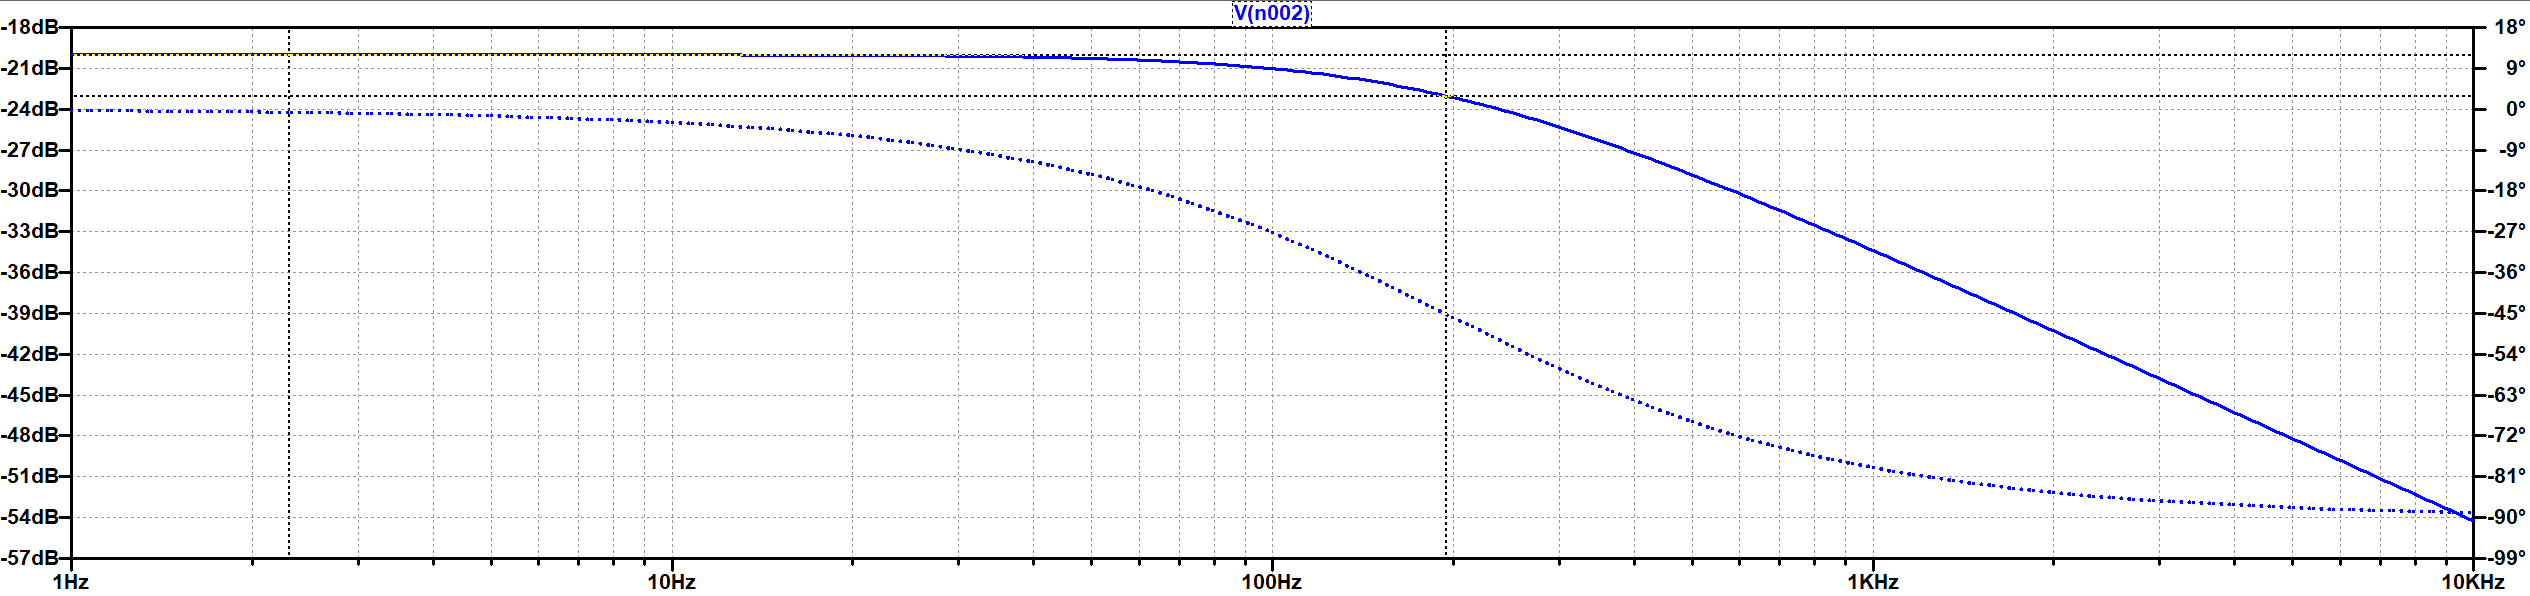 V(n002)
-18dB 18°
-21dB 9°
-24dB 0°
-27dB -9°
-30dB -18°
-33dB -27°
-36dB -36°
-39dB -45°
-42dB -54°
-45dB -63°
-48dB -72°
-51dB -81°
-54dB -90°
-57dB -99°
1Hz 10Hz 100Hz 1KHz 10KHz